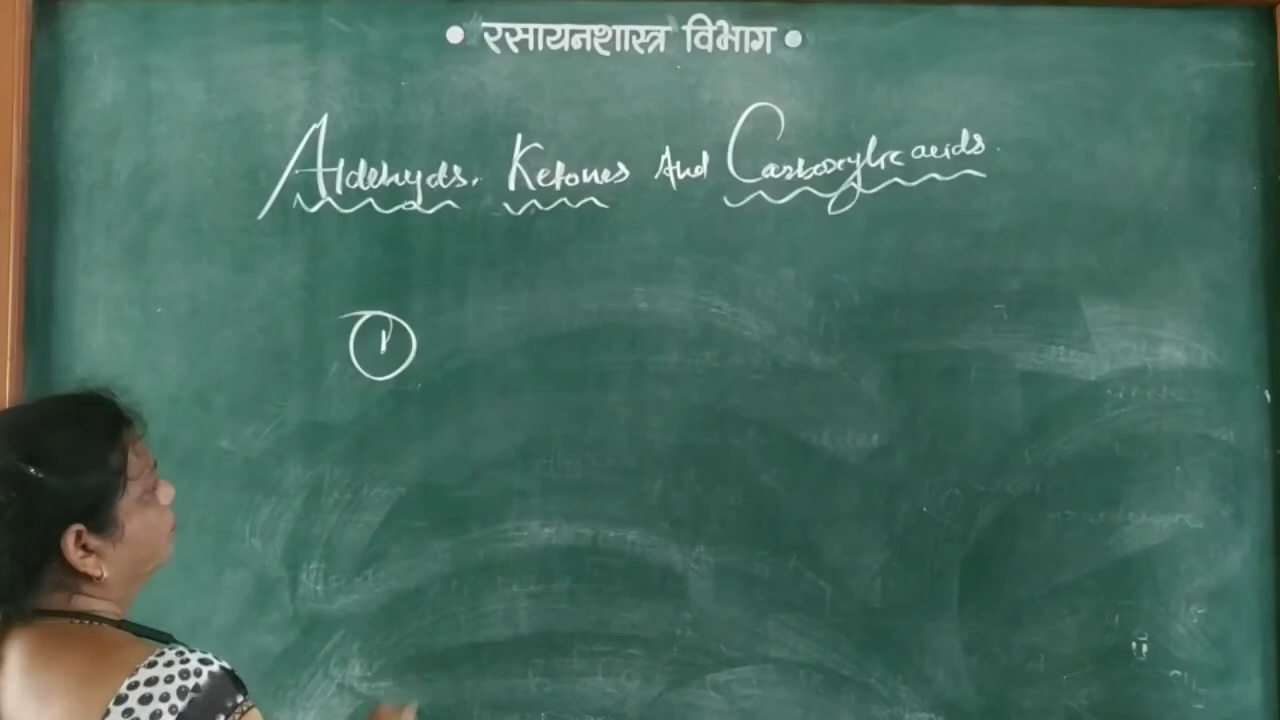 • रसायनशास्त्र विभाग •
Aldehyds. Ketones And Carboxylic acids.
1